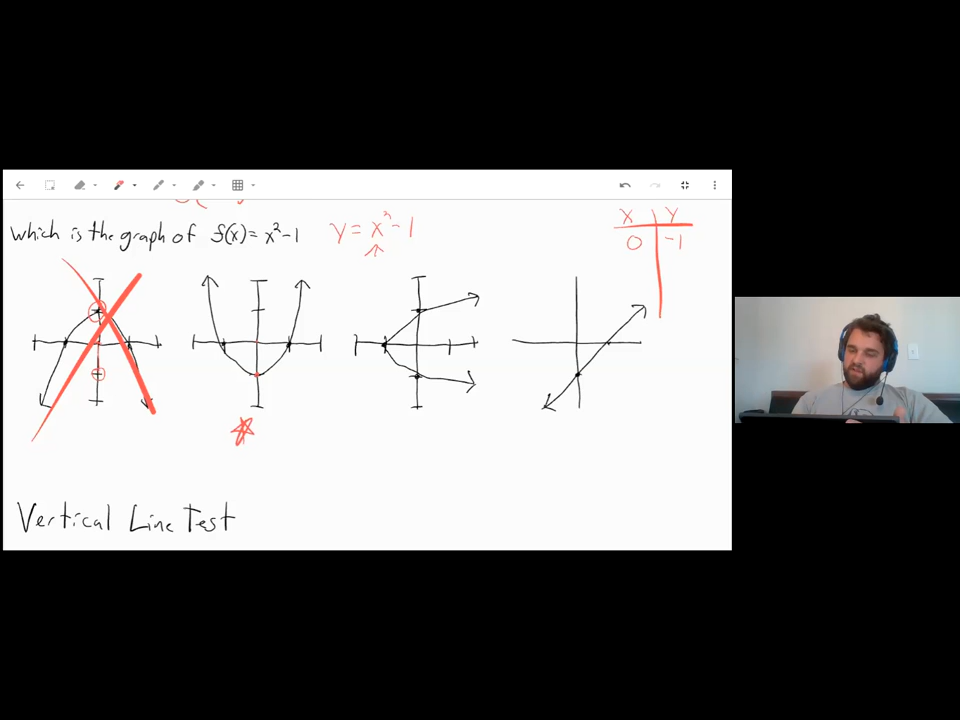 which is the graph of f(x) = x²-1 y = x²-1
x y
0 -1
Vertical Line Test